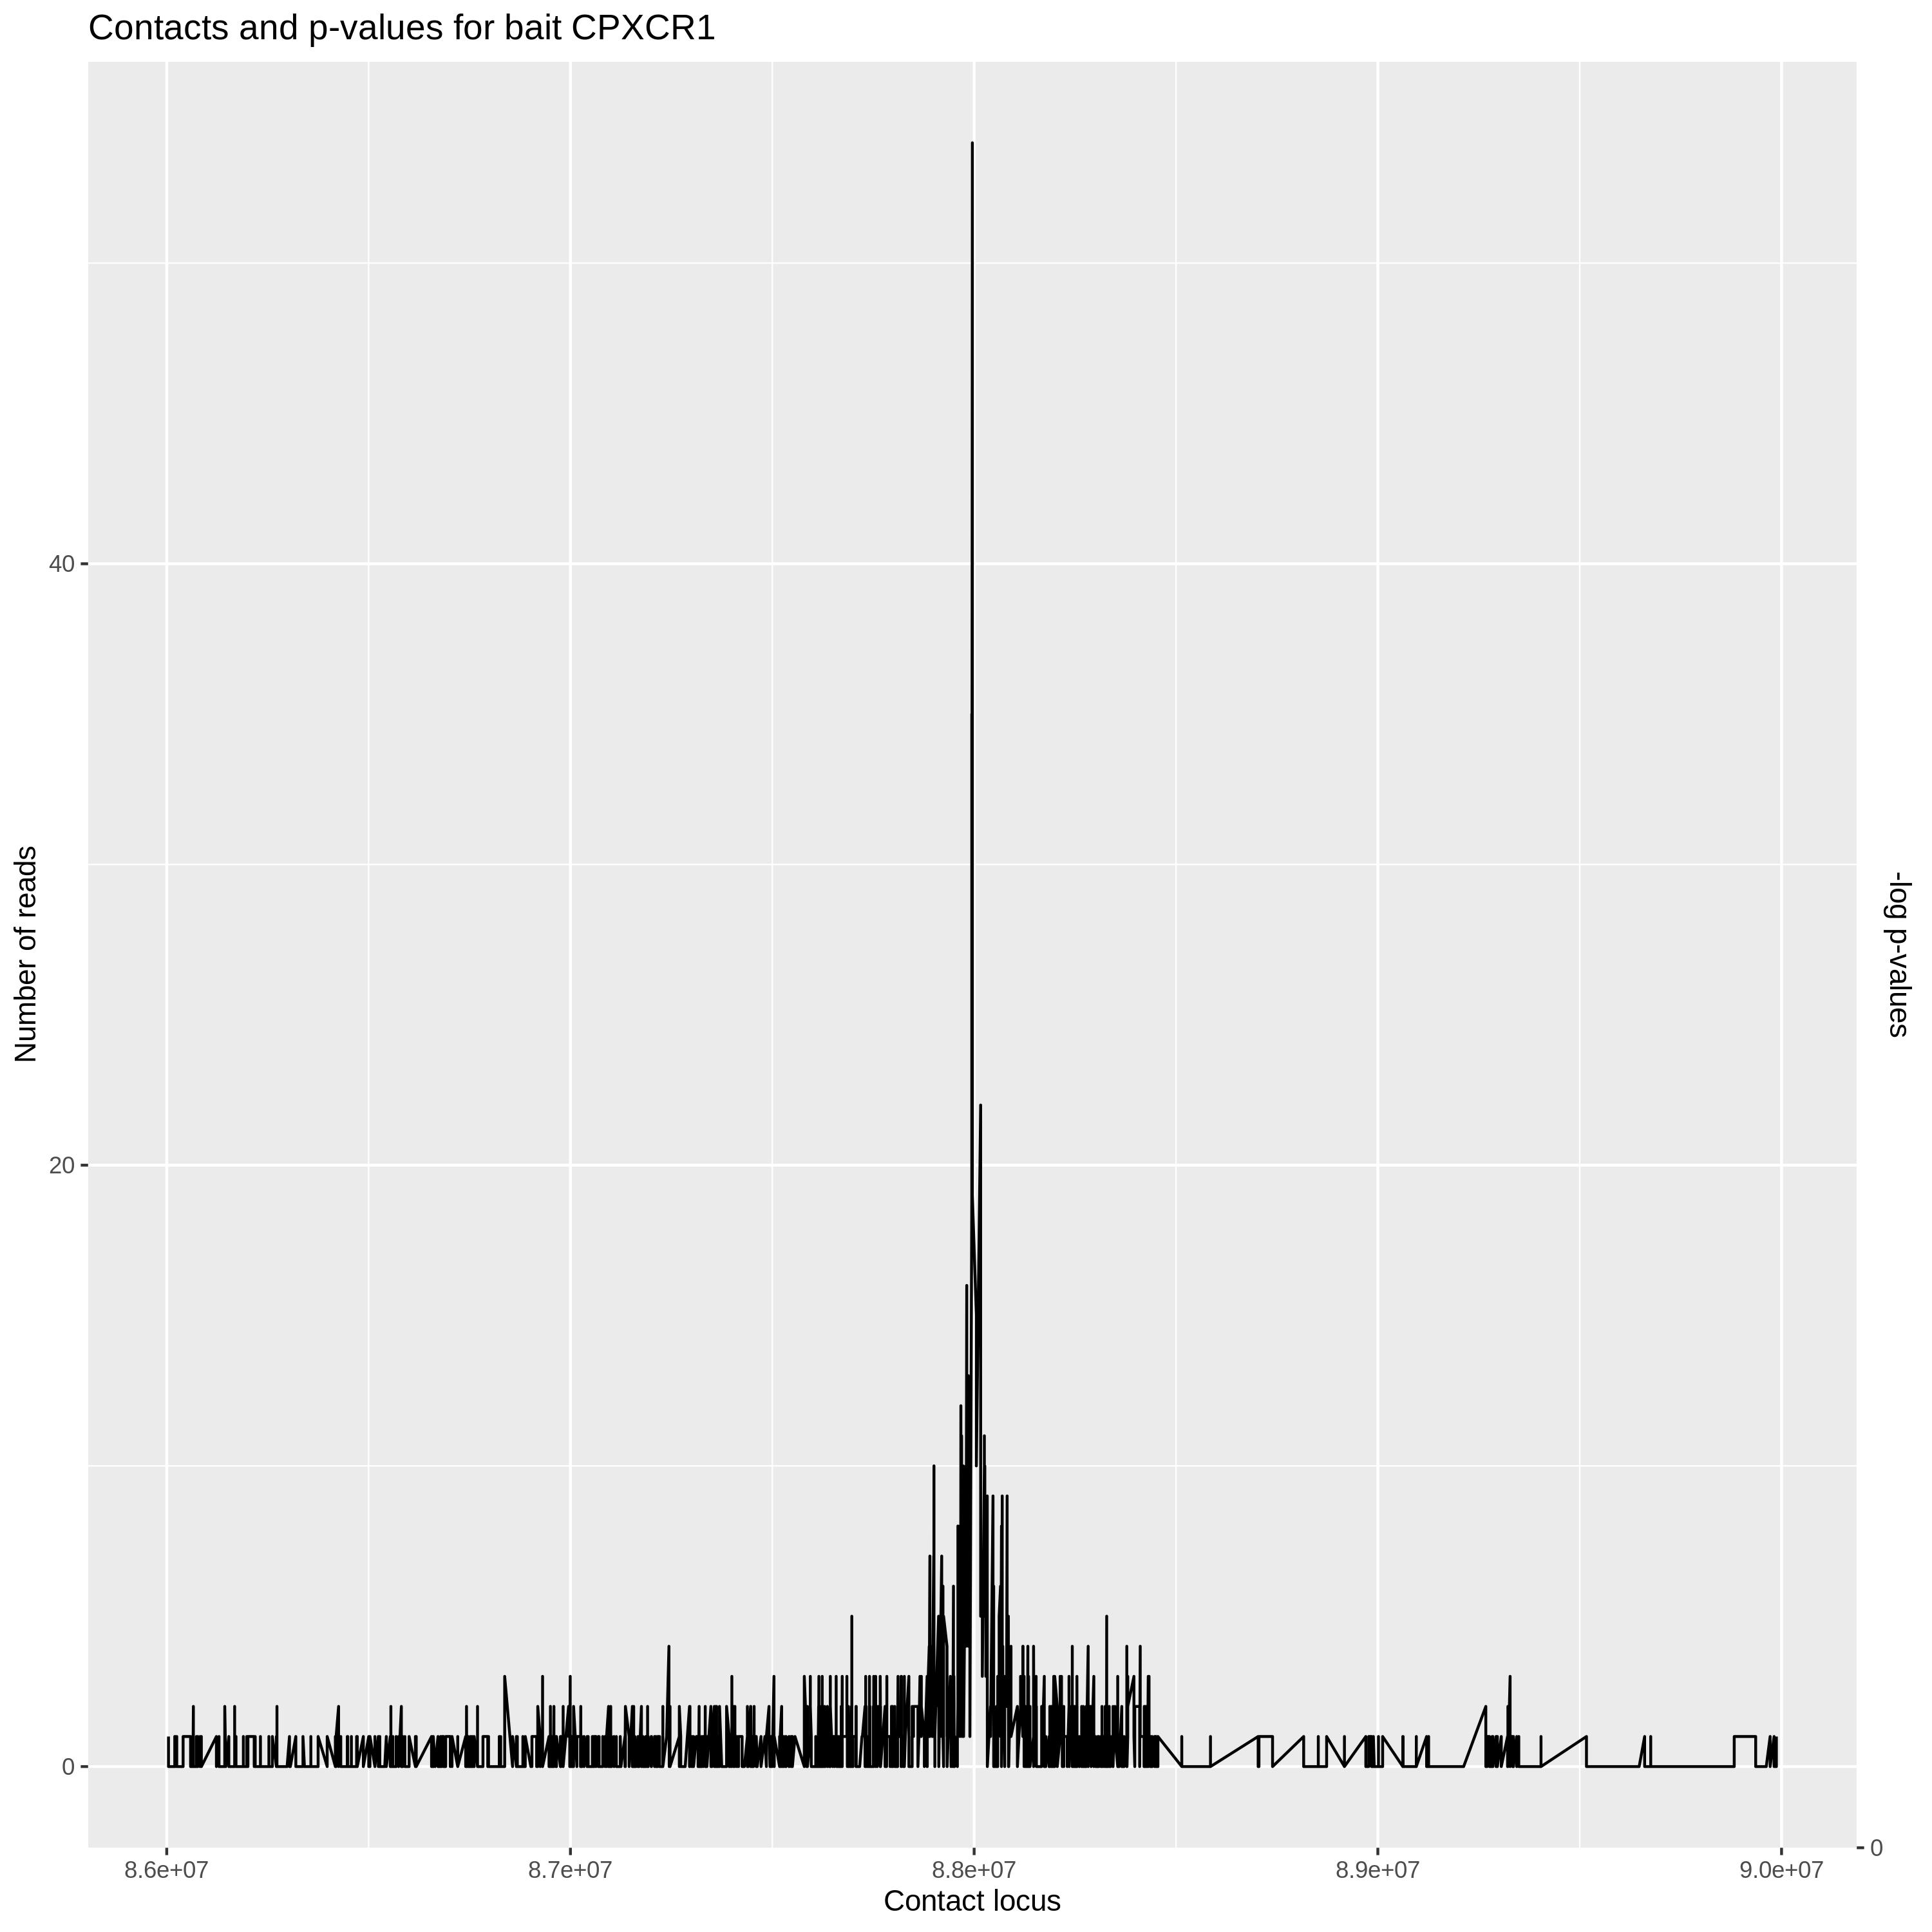 Contacts and p-values for bait CPXCR1
Number of reads
40
20
0
-log p-values
0
8.6e+07 8.7e+07 8.8e+07 8.9e+07 9.0e+07
Contact locus